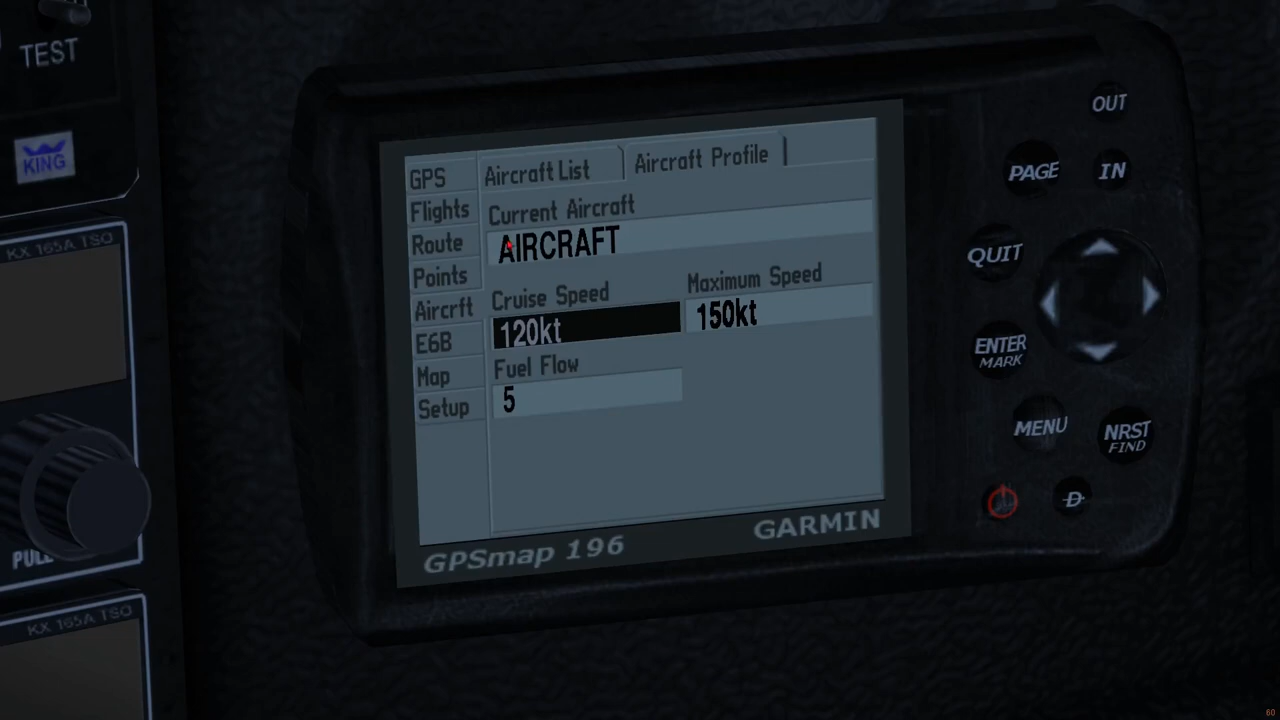 TEST
KING
KX 165A TSO
PULL
KX 165A TSO
GPS
Flights
Route
Points
Aircrft
E6B
Map
Setup
Aircraft List
Aircraft Profile
Current Aircraft
AIRCRAFT
Cruise Speed
Maximum Speed
120kt
150kt
Fuel Flow
5
GPSmap 196
GARMIN
OUT
PAGE
IN
QUIT
ENTER
MARK
MENU
NRST
FIND
D
60